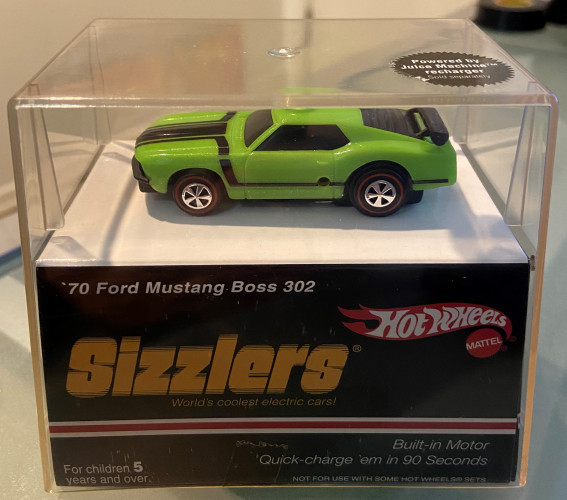 Powered by
Juice Machine™
recharger
Sold separately
'70 Ford Mustang Boss 302
Hot Wheels
MATTEL
Sizzlers®
World's coolest electric cars!
Built-in Motor
Quick-charge 'em in 90 Seconds
For children 5
years and over.
NOT FOR USE WITH SOME HOT WHEELS® SETS.